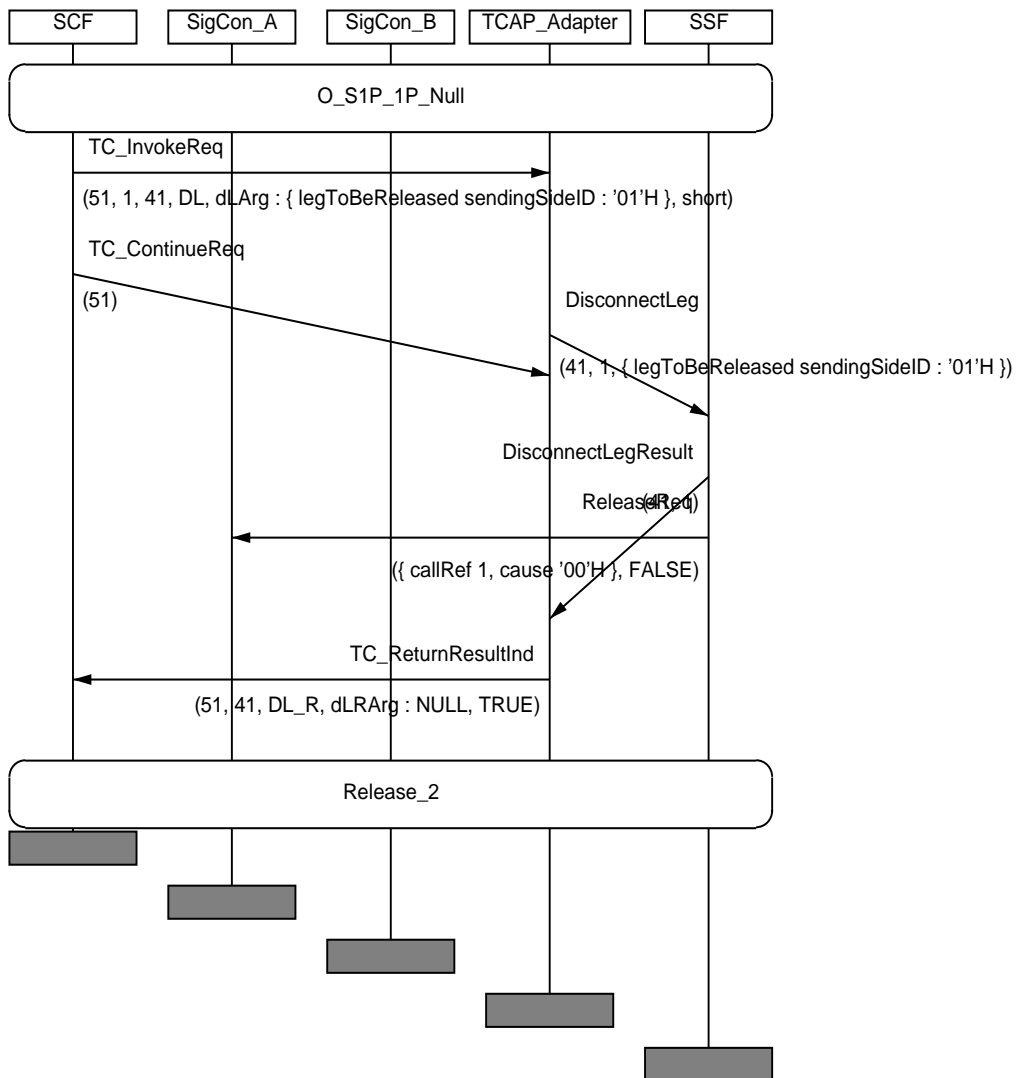 SCF SigCon_A SigCon_B TCAP_Adapter SSF
O_S1P_1P_Null
TC_InvokeReq
(51, 1, 41, DL, dLArg : { legToBeReleased sendingSideID : '01'H }, short)
TC_ContinueReq
(51)
DisconnectLeg
(41, 1, { legToBeReleased sendingSideID : '01'H })
DisconnectLegResult
ReleaseReq
({ callRef 1, cause '00'H }, FALSE)
TC_ReturnResultInd
(51, 41, DL_R, dLRArg : NULL, TRUE)
Release_2